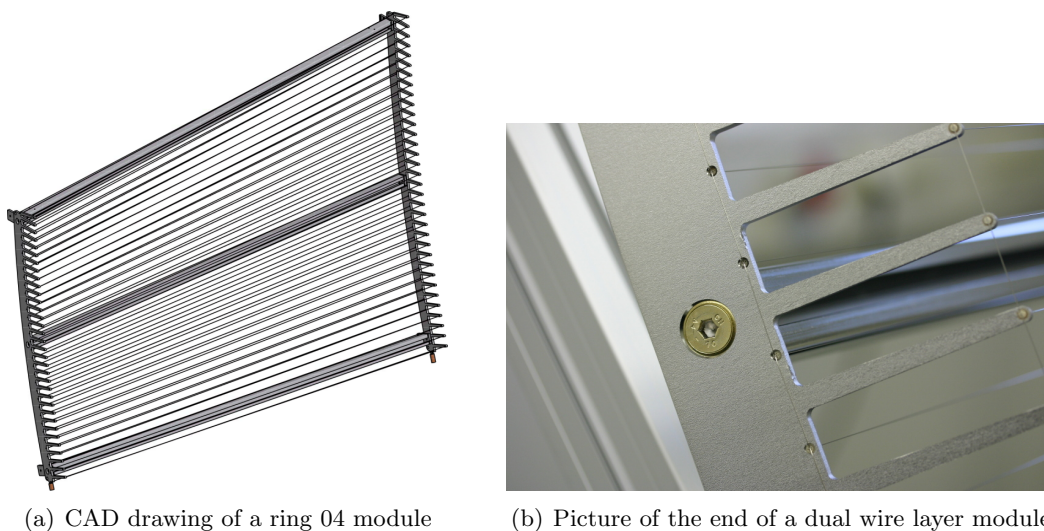 (a) CAD drawing of a ring 04 module
(b) Picture of the end of a dual wire layer module